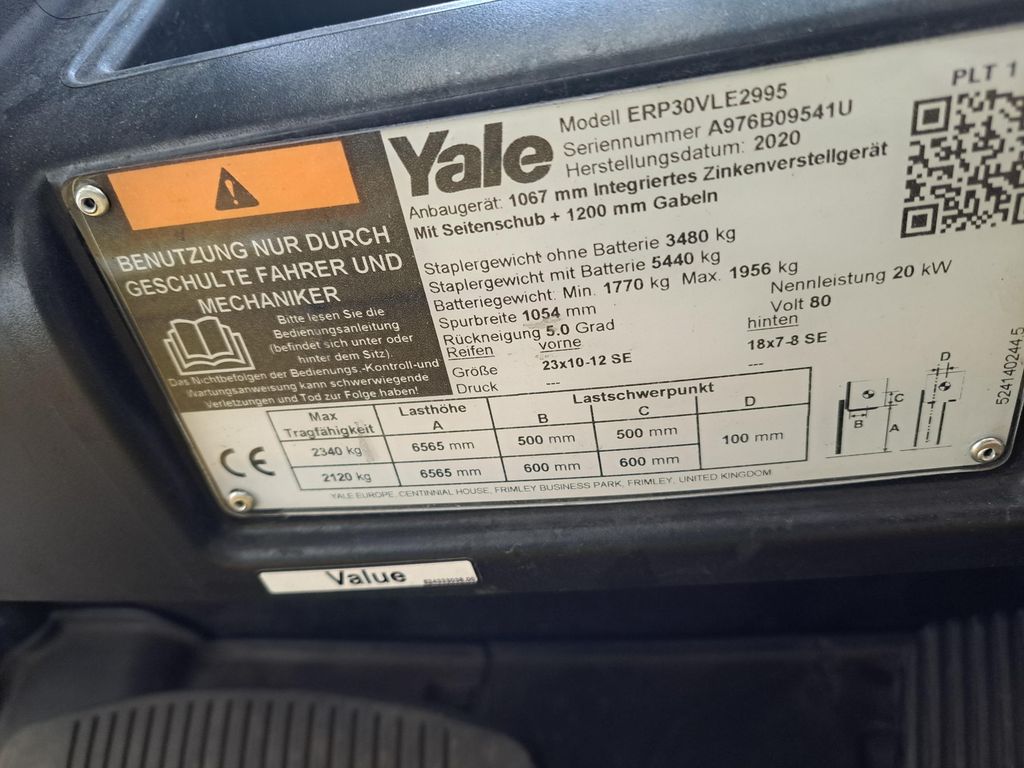 PLT 1
Yale
Modell ERP30VLE2995
Seriennummer A976B09541U
Herstellungsdatum: 2020
Anbaugerät: 1067 mm Integriertes Zinkenverstellgerät
Mit Seitenschub + 1200 mm Gabeln
BENUTZUNG NUR DURCH
GESCHULTE FAHRER UND
MECHANIKER
Bitte lesen Sie die
Bedienungsanleitung
(befindet sich unter oder
hinter dem Sitz).
Das Nichtbefolgen der Bedienungs.-Kontroll-und
Wartungsanweisung kann schwerwiegende
Verletzungen und Tod zur Folge haben!
Staplergewicht ohne Batterie 3480 kg
Staplergewicht mit Batterie 5440 kg
Batteriegewicht: Min. 1770 kg Max. 1956 kg
Spurbreite 1054 mm Nennleistung 20 kW
Rückneigung 5.0 Grad Volt 80
Reifen vorne hinten
Größe 23x10-12 SE 18x7-8 SE
Druck --- ---
Max Tragfähigkeit Lasthöhe Lastschwerpunkt
A B C D
2340 kg 6565 mm 500 mm 500 mm 100 mm
2120 kg 6565 mm 600 mm 600 mm
CE
YALE EUROPE, CENTINNIAL HOUSE, FRIMLEY BUSINESS PARK, FRIMLEY, UNITED KINGDOM
B C A D
524140244.5
Value